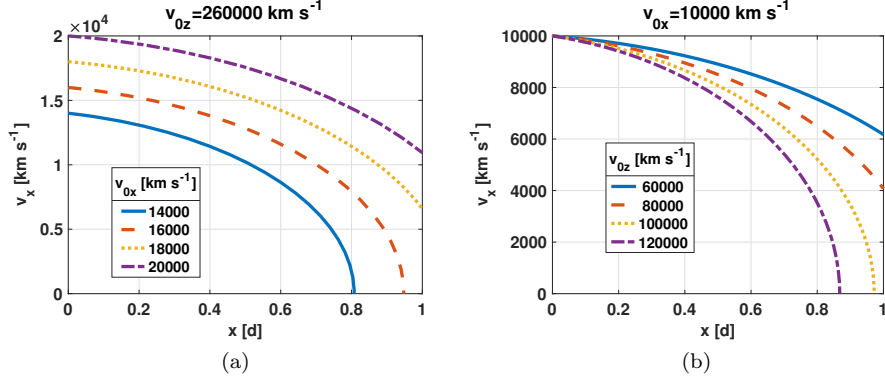 v0z=260000 km s-1
×10^4
2
1.5
1
0.5
0
v_x [km s-1]
v0x [km s-1]
14000
16000
18000
20000
0 0.2 0.4 0.6 0.8 1
x [d]
(a)
v0x=10000 km s-1
10000
8000
6000
4000
2000
0
v_x [km s-1]
v0z [km s-1]
60000
80000
100000
120000
0 0.2 0.4 0.6 0.8 1
x [d]
(b)